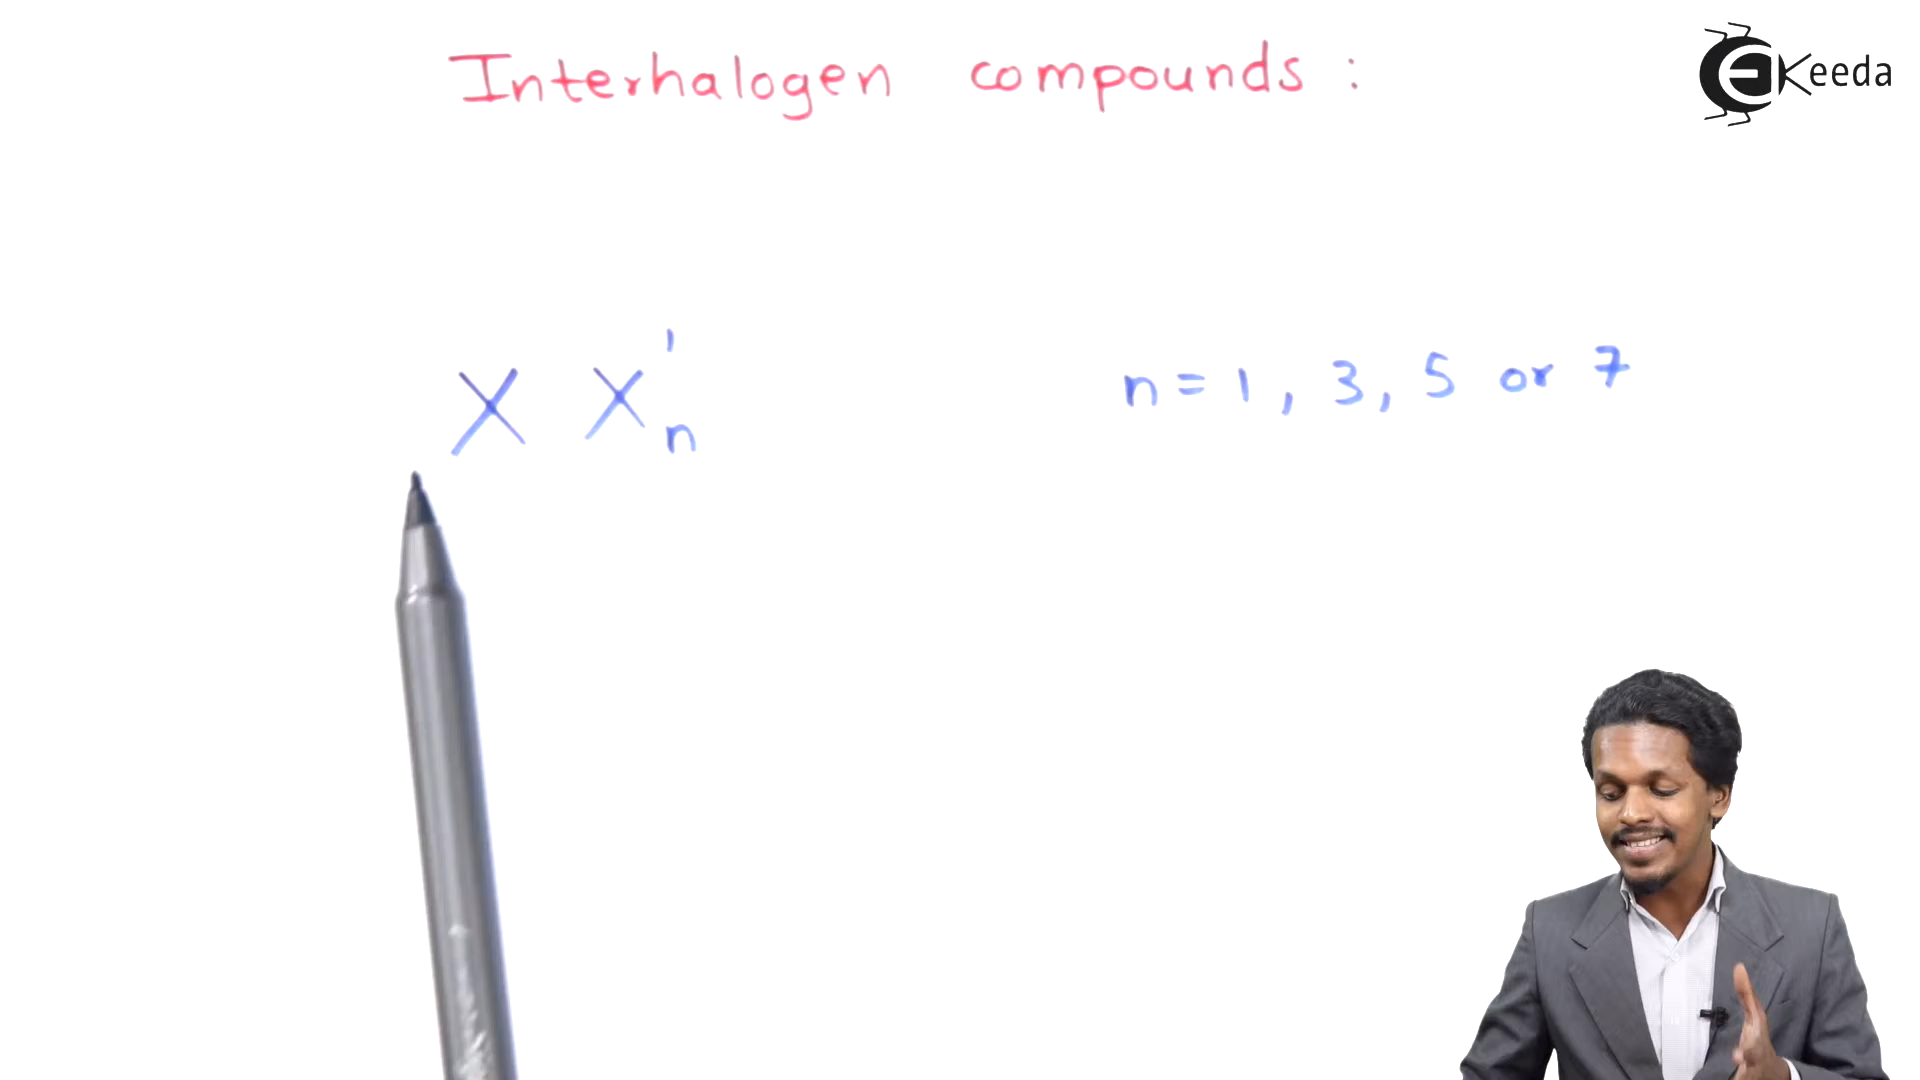 Interhalogen compounds :
Keeda
X X'n
n = 1, 3, 5 or 7